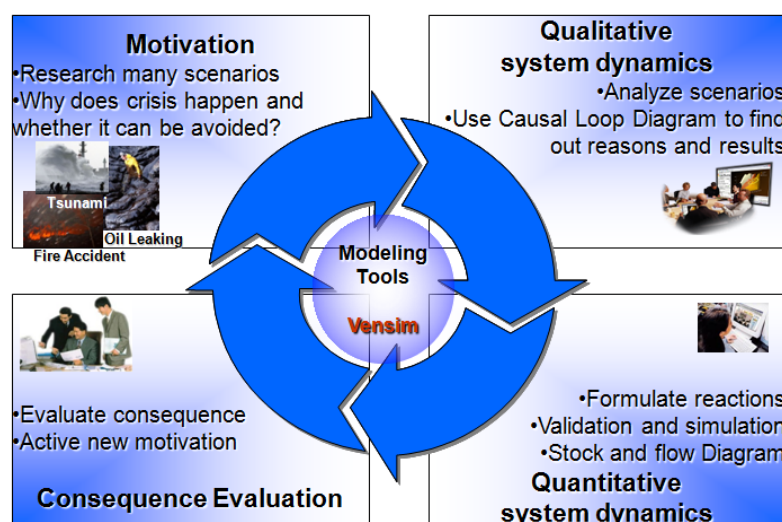 Motivation
•Research many scenarios
•Why does crisis happen and
whether it can be avoided?
Tsunami
Oil Leaking
Fire Accident
Qualitative
system dynamics
•Analyze scenarios
•Use Causal Loop Diagram to find
out reasons and results
Modeling
Tools
Vensim
•Evaluate consequence
•Active new motivation
Consequence Evaluation
•Formulate reactions
•Validation and simulation
•Stock and flow Diagram
Quantitative
system dynamics